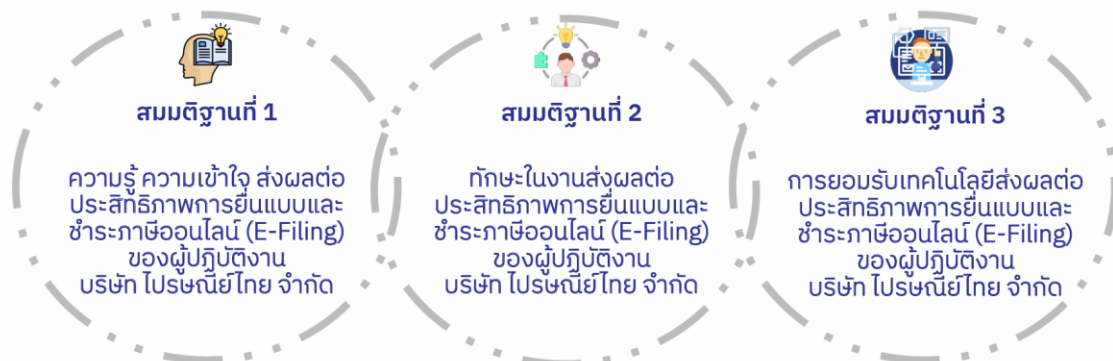 สมมติฐานที่ 1
ความรู้ ความเข้าใจ ส่งผลต่อ
ประสิทธิภาพการยื่นแบบและ
ชำระภาษีออนไลน์ (E-Filing)
ของผู้ปฏิบัติงาน
บริษัท ไปรษณีย์ไทย จำกัด
สมมติฐานที่ 2
ทักษะในงานส่งผลต่อ
ประสิทธิภาพการยื่นแบบและ
ชำระภาษีออนไลน์ (E-Filing)
ของผู้ปฏิบัติงาน
บริษัท ไปรษณีย์ไทย จำกัด
สมมติฐานที่ 3
การยอมรับเทคโนโลยีส่งผลต่อ
ประสิทธิภาพการยื่นแบบและ
ชำระภาษีออนไลน์ (E-Filing)
ของผู้ปฏิบัติงาน
บริษัท ไปรษณีย์ไทย จำกัด